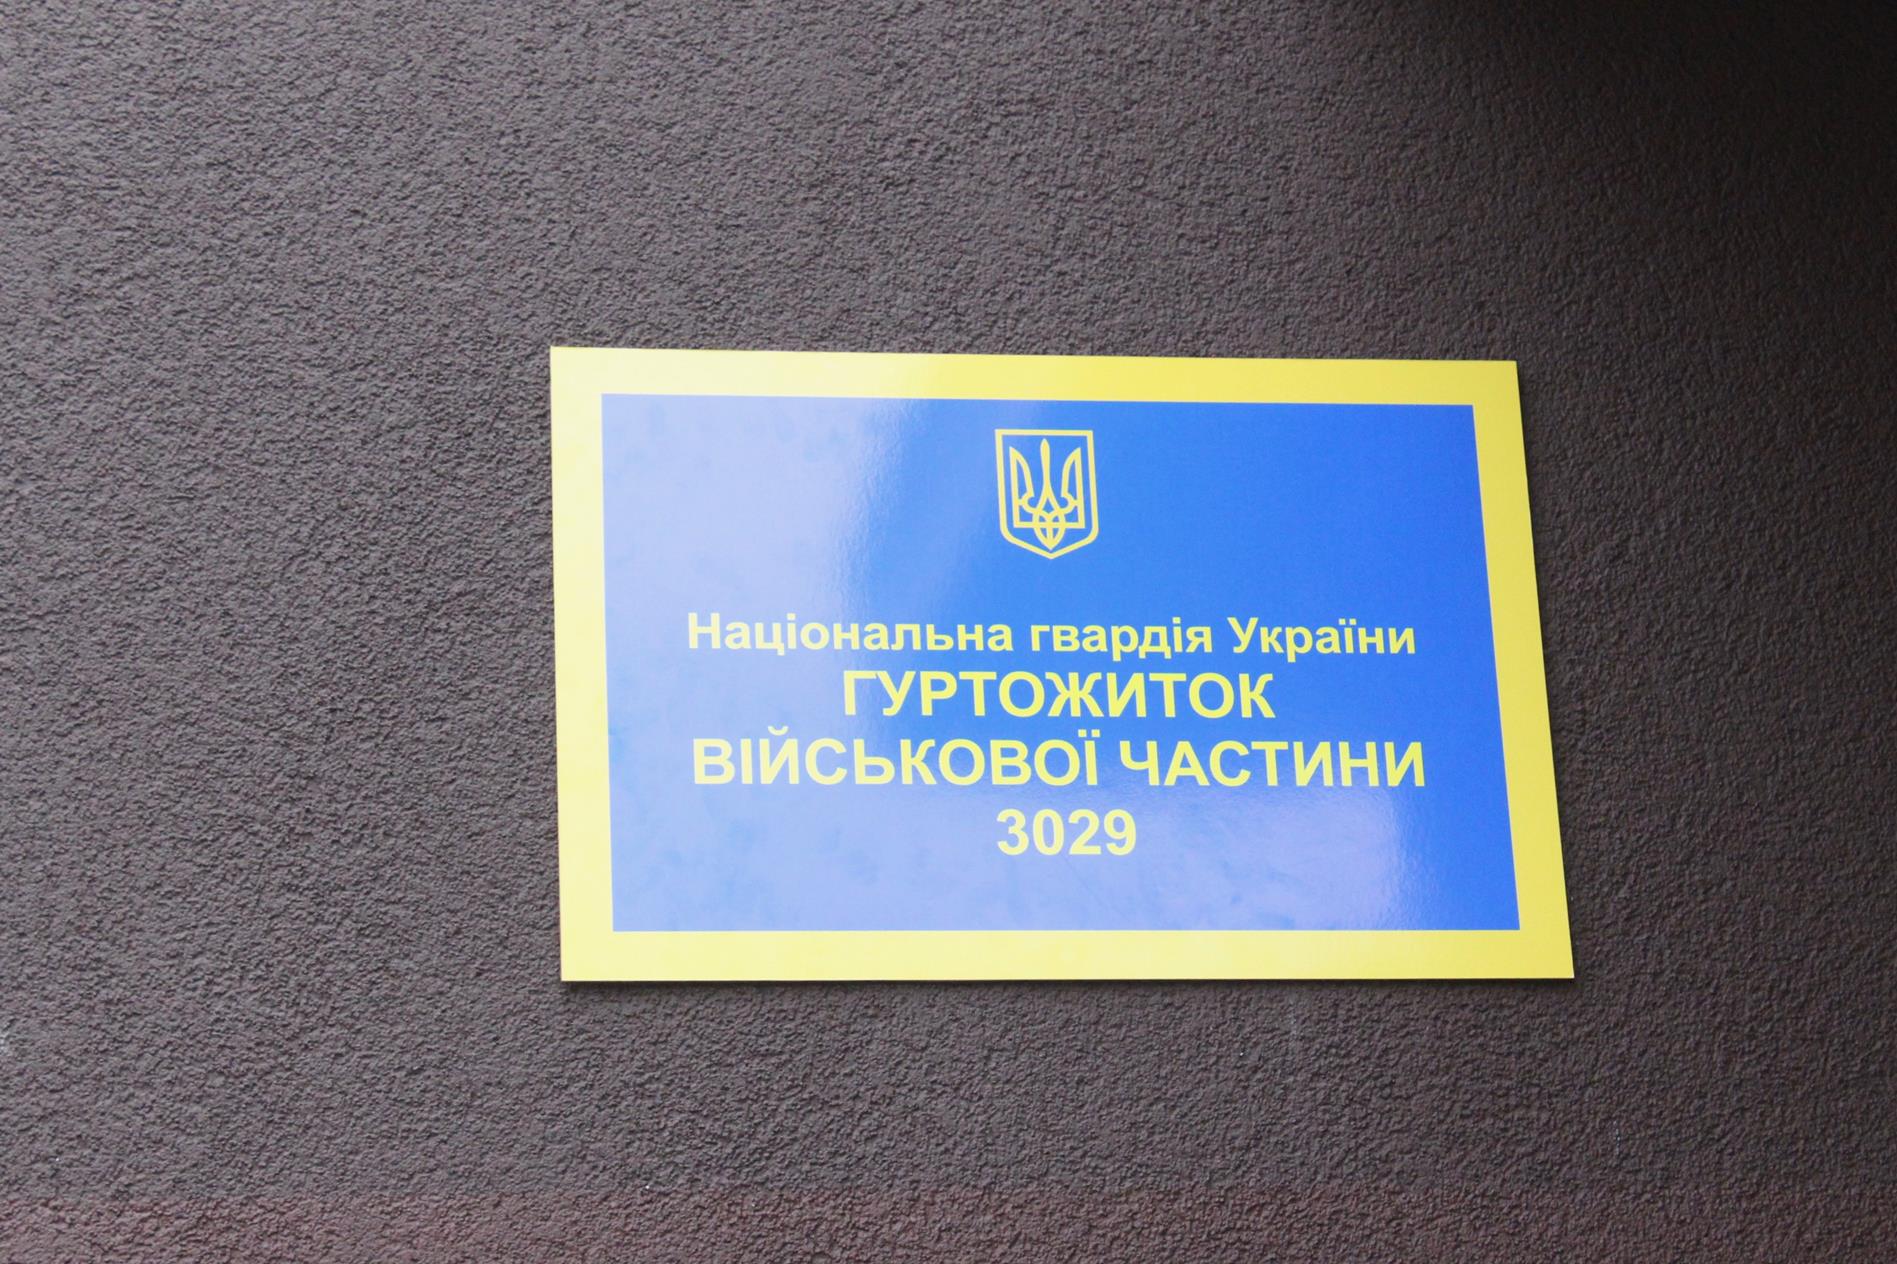 Національна гвардія України
ГУРТОЖИТОК
ВІЙСЬКОВОЇ ЧАСТИНИ
3029